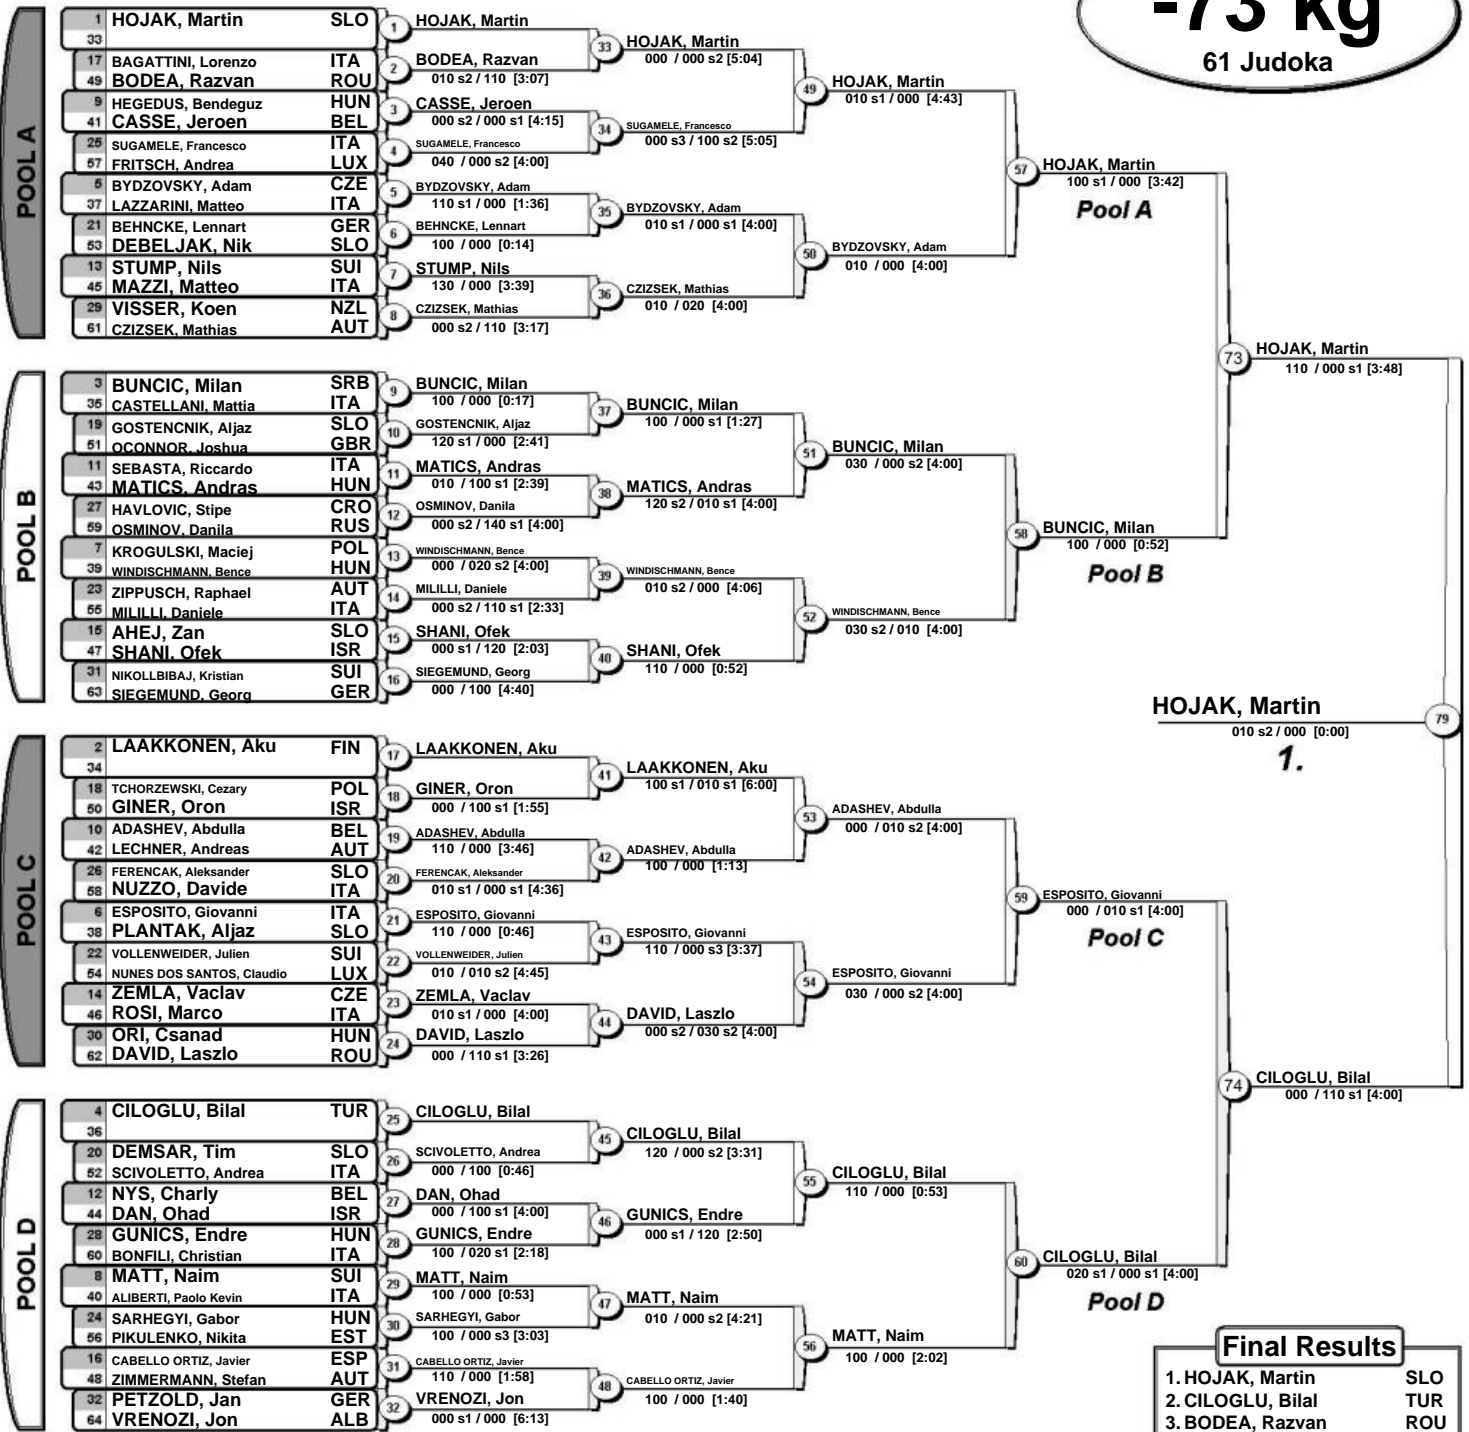 -73 kg
61 Judoka
POOL A
1 HOJAK, Martin SLO
33
17 BAGATTINI, Lorenzo ITA
49 BODEA, Razvan ROU
9 HEGEDUS, Bendeguz HUN
41 CASSE, Jeroen BEL
25 SUGAMELE, Francesco ITA
57 FRITSCH, Andrea LUX
5 BYDZOVSKY, Adam CZE
37 LAZZARINI, Matteo ITA
21 BEHNCKE, Lennart GER
53 DEBELJAK, Nik SLO
13 STUMP, Nils SUI
45 MAZZI, Matteo ITA
29 VISSER, Koen NZL
61 CZIZSEK, Mathias AUT
1 HOJAK, Martin
2 BODEA, Razvan
010 s2 / 110 [3:07]
3 CASSE, Jeroen
000 s2 / 000 s1 [4:15]
4 SUGAMELE, Francesco
040 / 000 s2 [4:00]
5 BYDZOVSKY, Adam
110 s1 / 000 [1:36]
6 BEHNCKE, Lennart
100 / 000 [0:14]
7 STUMP, Nils
130 / 000 [3:39]
8 CZIZSEK, Mathias
000 s2 / 110 [3:17]
33 HOJAK, Martin
000 / 000 s2 [5:04]
34 SUGAMELE, Francesco
000 s3 / 100 s2 [5:05]
35 BYDZOVSKY, Adam
010 s1 / 000 s1 [4:00]
36 CZIZSEK, Mathias
010 / 020 [4:00]
49 HOJAK, Martin
010 s1 / 000 [4:43]
50 BYDZOVSKY, Adam
010 / 000 [4:00]
57 HOJAK, Martin
100 s1 / 000 [3:42]
Pool A
POOL B
3 BUNCIC, Milan SRB
35 CASTELLANI, Mattia ITA
19 GOSTENCNIK, Aljaz SLO
51 OCONNOR, Joshua GBR
11 SEBASTA, Riccardo ITA
43 MATICS, Andras HUN
27 HAVLOVIC, Stipe CRO
59 OSMINOV, Danila RUS
7 KROGULSKI, Maciej POL
39 WINDISCHMANN, Bence HUN
23 ZIPPUSCH, Raphael AUT
55 MILILLI, Daniele ITA
15 AHEJ, Zan SLO
47 SHANI, Ofek ISR
31 NIKOLLBIBAJ, Kristian SUI
63 SIEGEMUND, Georg GER
9 BUNCIC, Milan
100 / 000 [0:17]
10 GOSTENCNIK, Aljaz
120 s1 / 000 [2:41]
11 MATICS, Andras
010 / 100 s1 [2:39]
12 OSMINOV, Danila
000 s2 / 140 s1 [4:00]
13 WINDISCHMANN, Bence
000 / 020 s2 [4:00]
14 MILILLI, Daniele
000 s2 / 110 s1 [2:33]
15 SHANI, Ofek
000 s1 / 120 [2:03]
16 SIEGEMUND, Georg
000 / 100 [4:40]
37 BUNCIC, Milan
100 / 000 s1 [1:27]
38 MATICS, Andras
120 s2 / 010 s1 [4:00]
39 WINDISCHMANN, Bence
010 s2 / 000 [4:06]
40 SHANI, Ofek
110 / 000 [0:52]
51 BUNCIC, Milan
030 / 000 s2 [4:00]
52 WINDISCHMANN, Bence
030 s2 / 010 [4:00]
58 BUNCIC, Milan
100 / 000 [0:52]
Pool B
73 HOJAK, Martin
110 / 000 s1 [3:48]
HOJAK, Martin 79
010 s2 / 000 [0:00]
1.
POOL C
2 LAAKKONEN, Aku FIN
34
18 TCHORZEWSKI, Cezary POL
50 GINER, Oron ISR
10 ADASHEV, Abdulla BEL
42 LECHNER, Andreas AUT
26 FERENCAK, Aleksander SLO
58 NUZZO, Davide ITA
6 ESPOSITO, Giovanni ITA
38 PLANTAK, Aljaz SLO
22 VOLLENWEIDER, Julien SUI
54 NUNES DOS SANTOS, Claudio LUX
14 ZEMLA, Vaclav CZE
46 ROSI, Marco ITA
30 ORI, Csanad HUN
62 DAVID, Laszlo ROU
17 LAAKKONEN, Aku
18 GINER, Oron
000 / 100 s1 [1:55]
19 ADASHEV, Abdulla
110 / 000 [3:46]
20 FERENCAK, Aleksander
010 s1 / 000 s1 [4:36]
21 ESPOSITO, Giovanni
110 / 000 [0:46]
22 VOLLENWEIDER, Julien
010 / 010 s2 [4:45]
23 ZEMLA, Vaclav
010 s1 / 000 [4:00]
24 DAVID, Laszlo
000 / 110 s1 [3:26]
41 LAAKKONEN, Aku
100 s1 / 010 s1 [6:00]
42 ADASHEV, Abdulla
100 / 000 [1:13]
43 ESPOSITO, Giovanni
110 / 000 s3 [3:37]
44 DAVID, Laszlo
000 s2 / 030 s2 [4:00]
53 ADASHEV, Abdulla
000 / 010 s2 [4:00]
54 ESPOSITO, Giovanni
030 / 000 s2 [4:00]
59 ESPOSITO, Giovanni
000 / 010 s1 [4:00]
Pool C
POOL D
4 CILOGLU, Bilal TUR
36
20 DEMSAR, Tim SLO
52 SCIVOLETTO, Andrea ITA
12 NYS, Charly BEL
44 DAN, Ohad ISR
28 GUNICS, Endre HUN
60 BONFILI, Christian ITA
8 MATT, Naim SUI
40 ALIBERTI, Paolo Kevin ITA
24 SARHEGYI, Gabor HUN
56 PIKULENKO, Nikita EST
16 CABELLO ORTIZ, Javier ESP
48 ZIMMERMANN, Stefan AUT
32 PETZOLD, Jan GER
64 VRENOZI, Jon ALB
25 CILOGLU, Bilal
26 SCIVOLETTO, Andrea
000 / 100 [0:46]
27 DAN, Ohad
000 / 100 s1 [4:00]
28 GUNICS, Endre
100 / 020 s1 [2:18]
29 MATT, Naim
100 / 000 [0:53]
30 SARHEGYI, Gabor
100 / 000 s3 [3:03]
31 CABELLO ORTIZ, Javier
110 / 000 [1:58]
32 VRENOZI, Jon
000 s1 / 000 [6:13]
45 CILOGLU, Bilal
120 / 000 s2 [3:31]
46 GUNICS, Endre
000 s1 / 120 [2:50]
47 MATT, Naim
010 / 000 s2 [4:21]
48 CABELLO ORTIZ, Javier
100 / 000 [1:40]
55 CILOGLU, Bilal
110 / 000 [0:53]
56 MATT, Naim
100 / 000 [2:02]
60 CILOGLU, Bilal
020 s1 / 000 s1 [4:00]
Pool D
74 CILOGLU, Bilal
000 / 110 s1 [4:00]
Final Results
1. HOJAK, Martin SLO
2. CILOGLU, Bilal TUR
3. BODEA, Razvan ROU